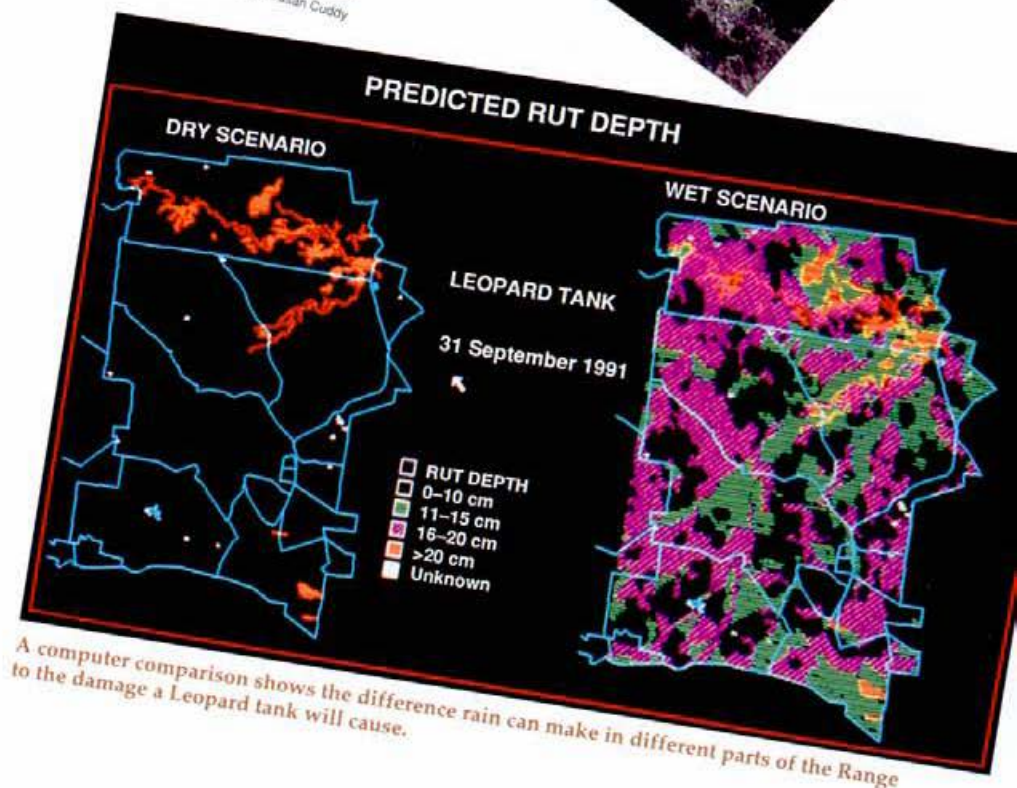 Cuddy
PREDICTED RUT DEPTH
DRY SCENARIO
WET SCENARIO
LEOPARD TANK
31 September 1991
RUT DEPTH
0–10 cm
11–15 cm
16–20 cm
>20 cm
Unknown
A computer comparison shows the difference rain can make in different parts of the Range
to the damage a Leopard tank will cause.